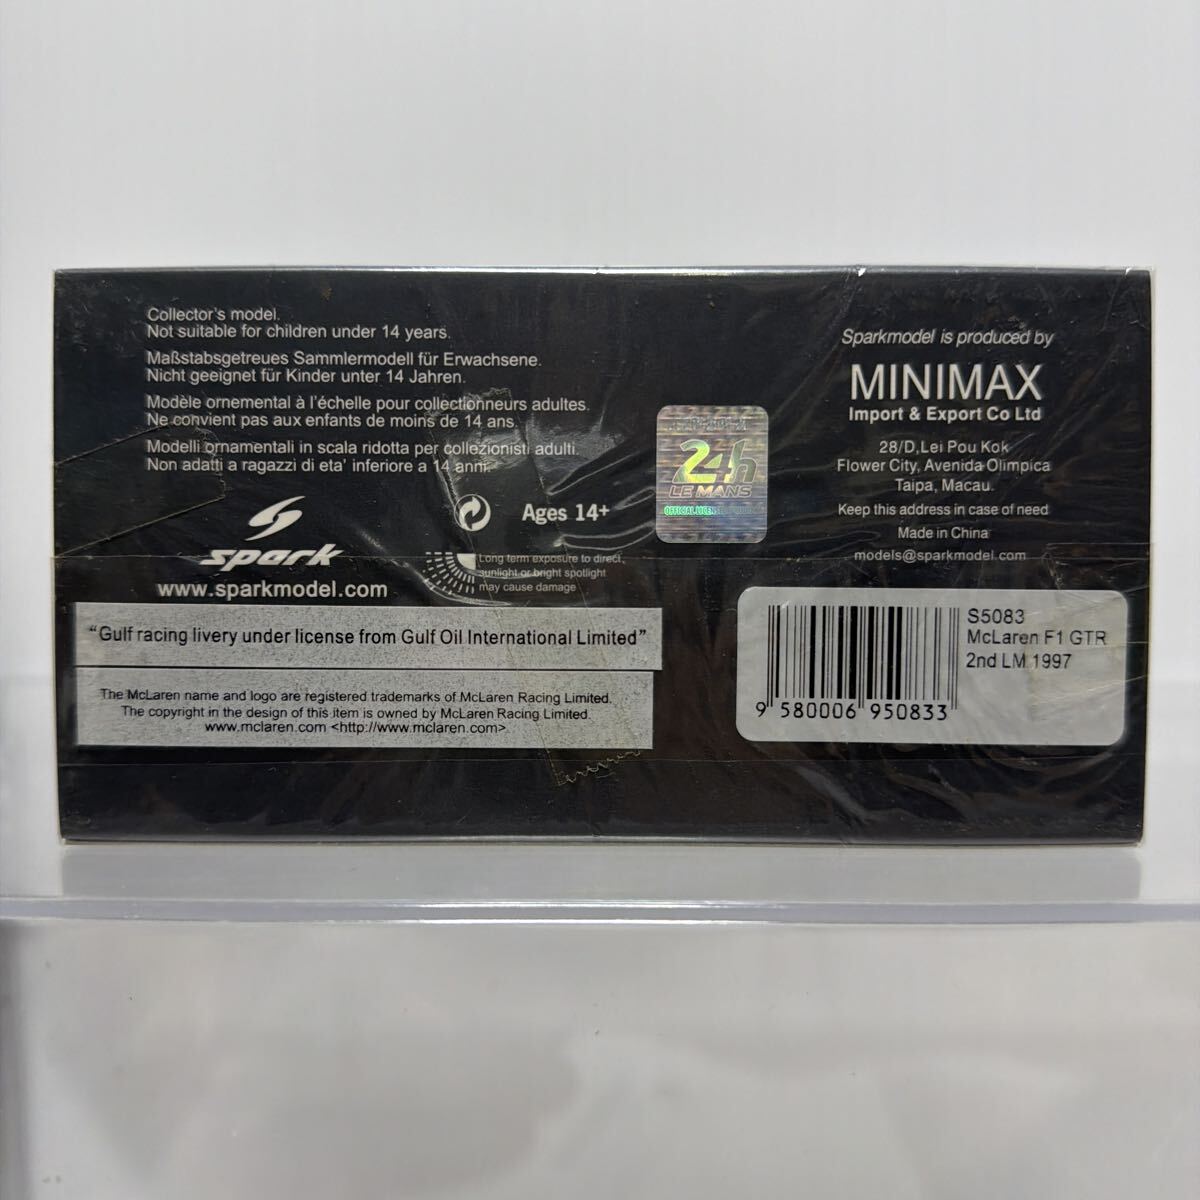 Collector's model.
Not suitable for children under 14 years.
Maßstabsgetreues Sammlermodell für Erwachsene.
Nicht geeignet für Kinder unter 14 Jahren.
Modèle ornemental à l'échelle pour collectionneurs adultes.
Ne convient pas aux enfants de moins de 14 ans.
Modelli ornamentali in scala ridotta per collezionisti adulti.
Non adatti a ragazzi di eta' inferiore a 14 anni.
spark
www.sparkmodel.com
Ages 14+
Long term exposure to direct
sunlight or bright spotlight
may cause damage
24h
LE MANS
OFFICIAL LICENSED
Sparkmodel is produced by
MINIMAX
Import & Export Co Ltd
28/D,Lei Pou Kok
Flower City, Avenida Olimpica
Taipa, Macau.
Keep this address in case of need
Made in China
models@sparkmodel.com
"Gulf racing livery under license from Gulf Oil International Limited"
The McLaren name and logo are registered trademarks of McLaren Racing Limited.
The copyright in the design of this item is owned by McLaren Racing Limited.
www.mclaren.com <http://www.mclaren.com>
S5083
McLaren F1 GTR
2nd LM 1997
9 580006 950833